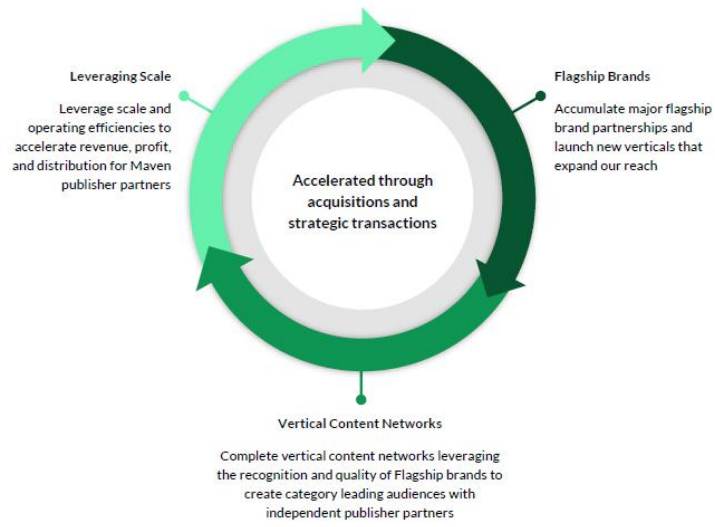 Leveraging Scale
Leverage scale and
operating efficiencies to
accelerate revenue, profit,
and distribution for Maven
publisher partners
Flagship Brands
Accumulate major flagship
brand partnerships and
launch new verticals that
expand our reach
Accelerated through
acquisitions and
strategic transactions
Vertical Content Networks
Complete vertical content networks leveraging
the recognition and quality of Flagship brands to
create category leading audiences with
independent publisher partners